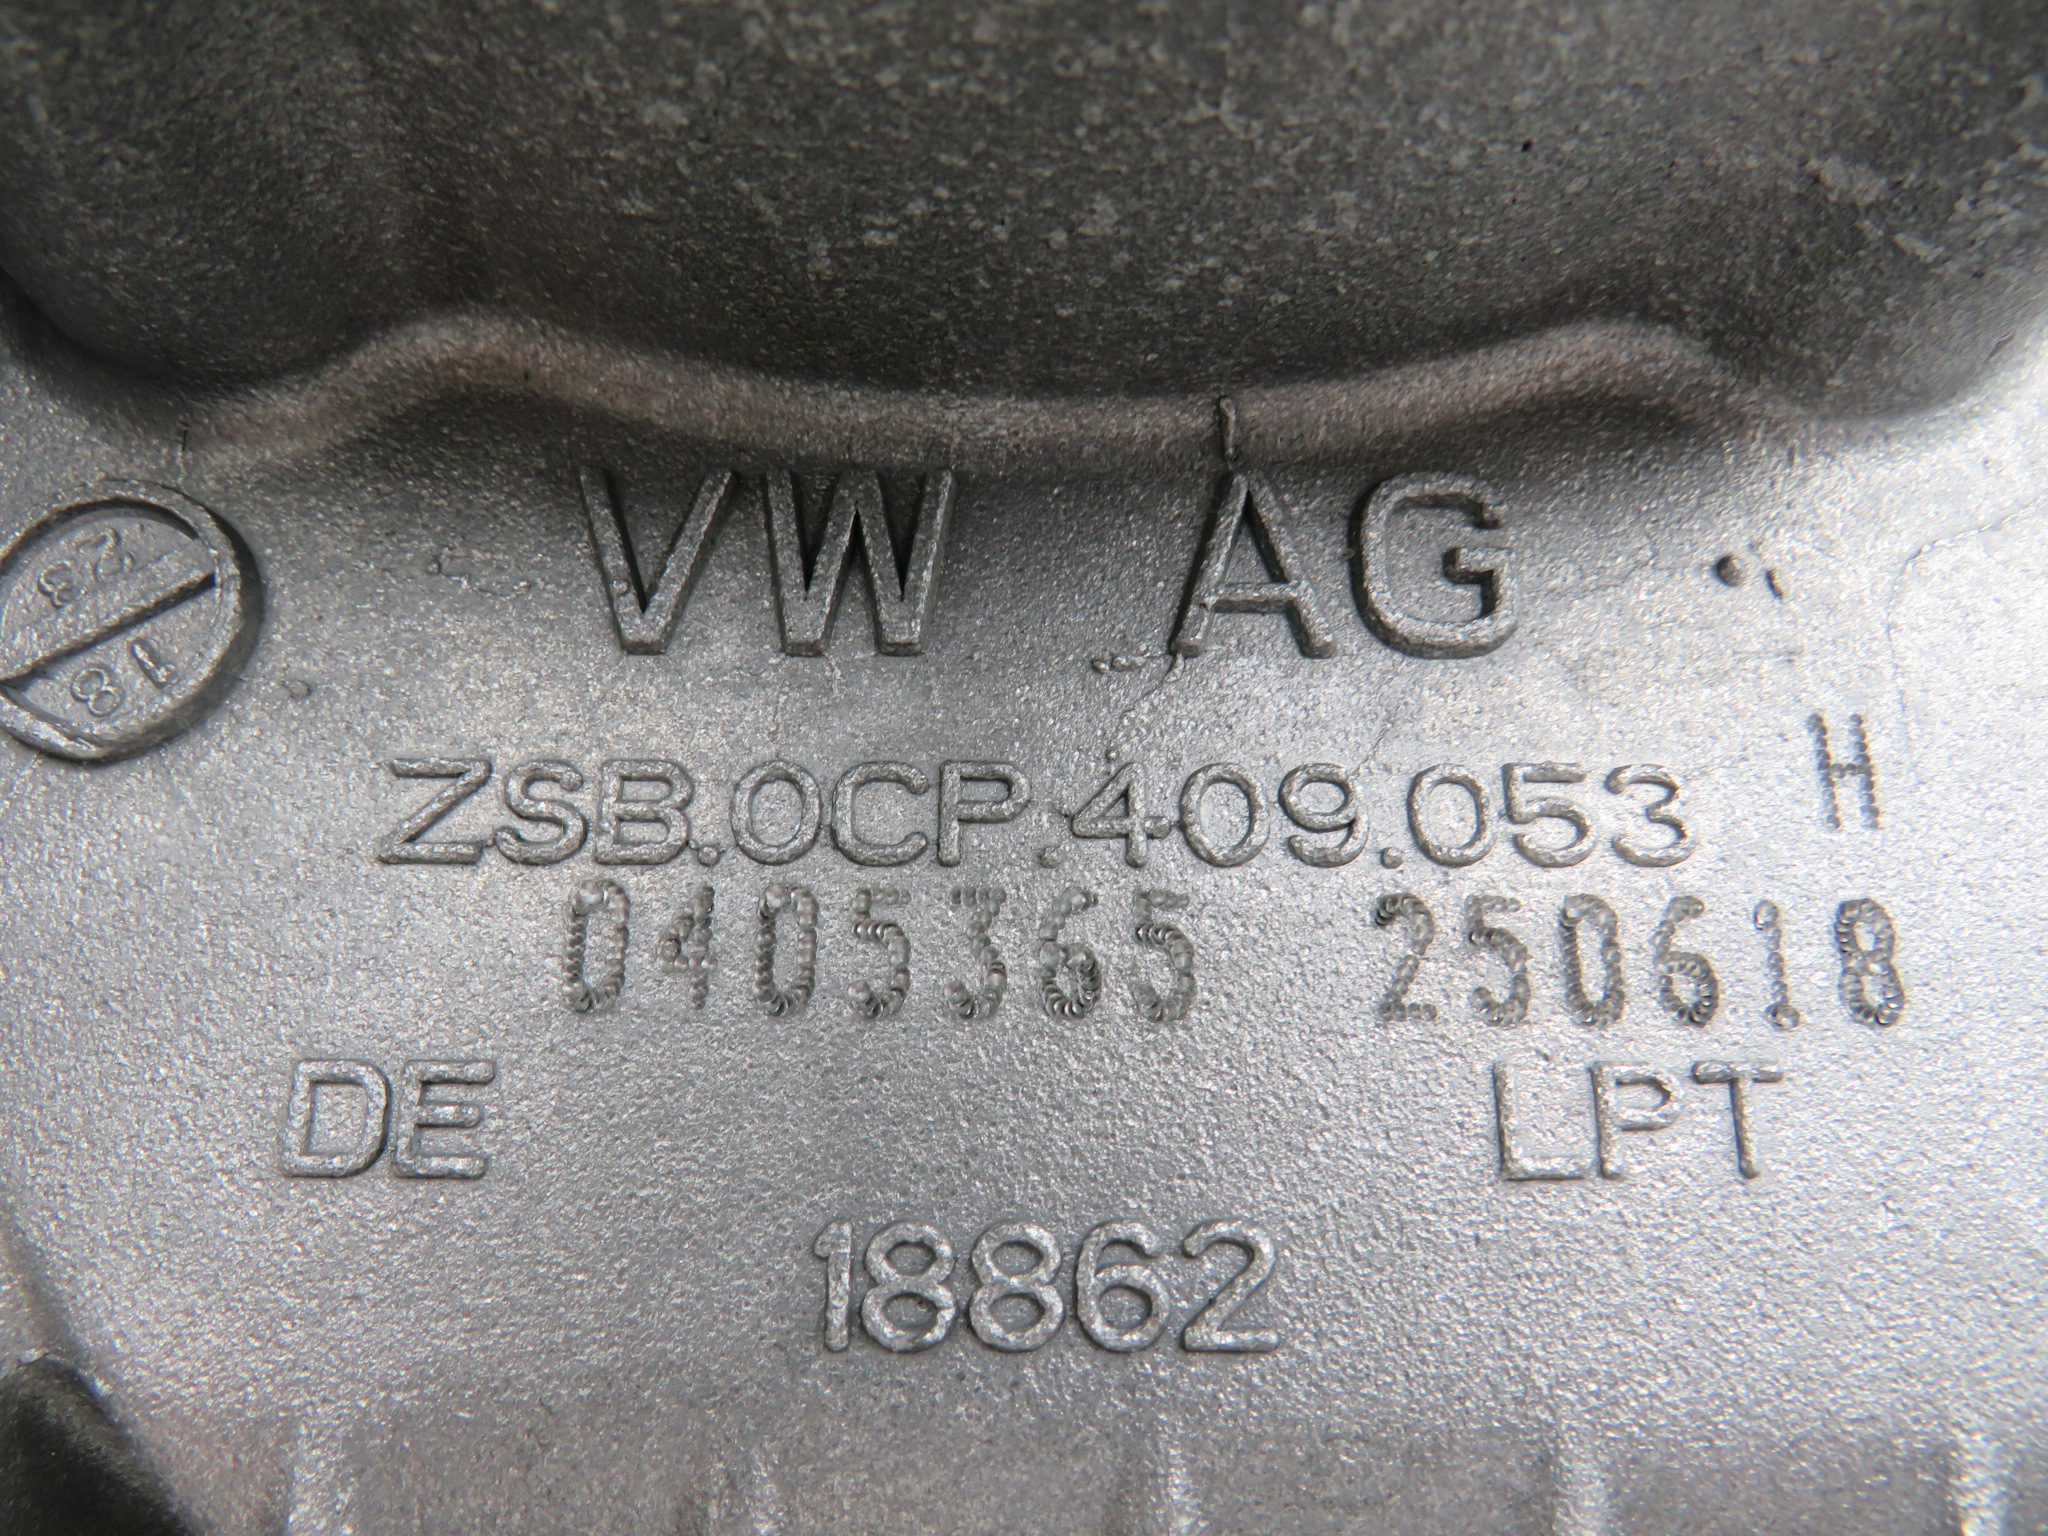 VW AG
23
18
ZSB.0CP.409.053 H
0405365 250618
DE LPT
18862